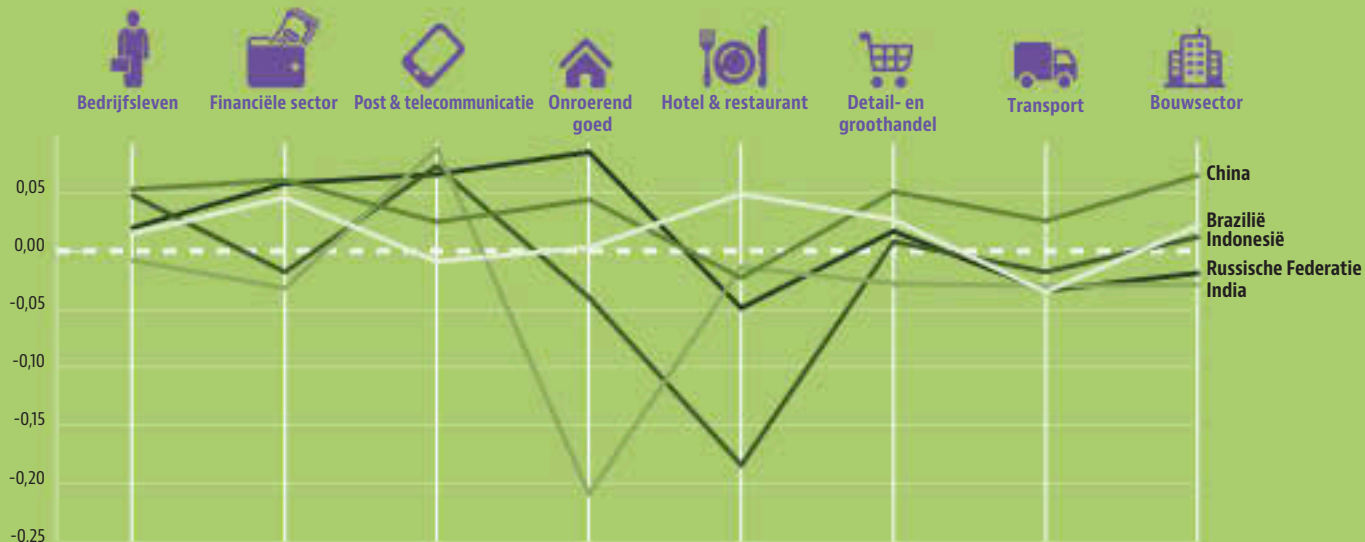 Bedrijfsleven
Financiële sector
Post & telecommunicatie
Onroerend
goed
Hotel & restaurant
Detail- en
groothandel
Transport
Bouwsector
0,05
0,00
-0,05
-0,10
-0,15
-0,20
-0,25
China
Brazilië
Indonesië
Russische Federatie
India